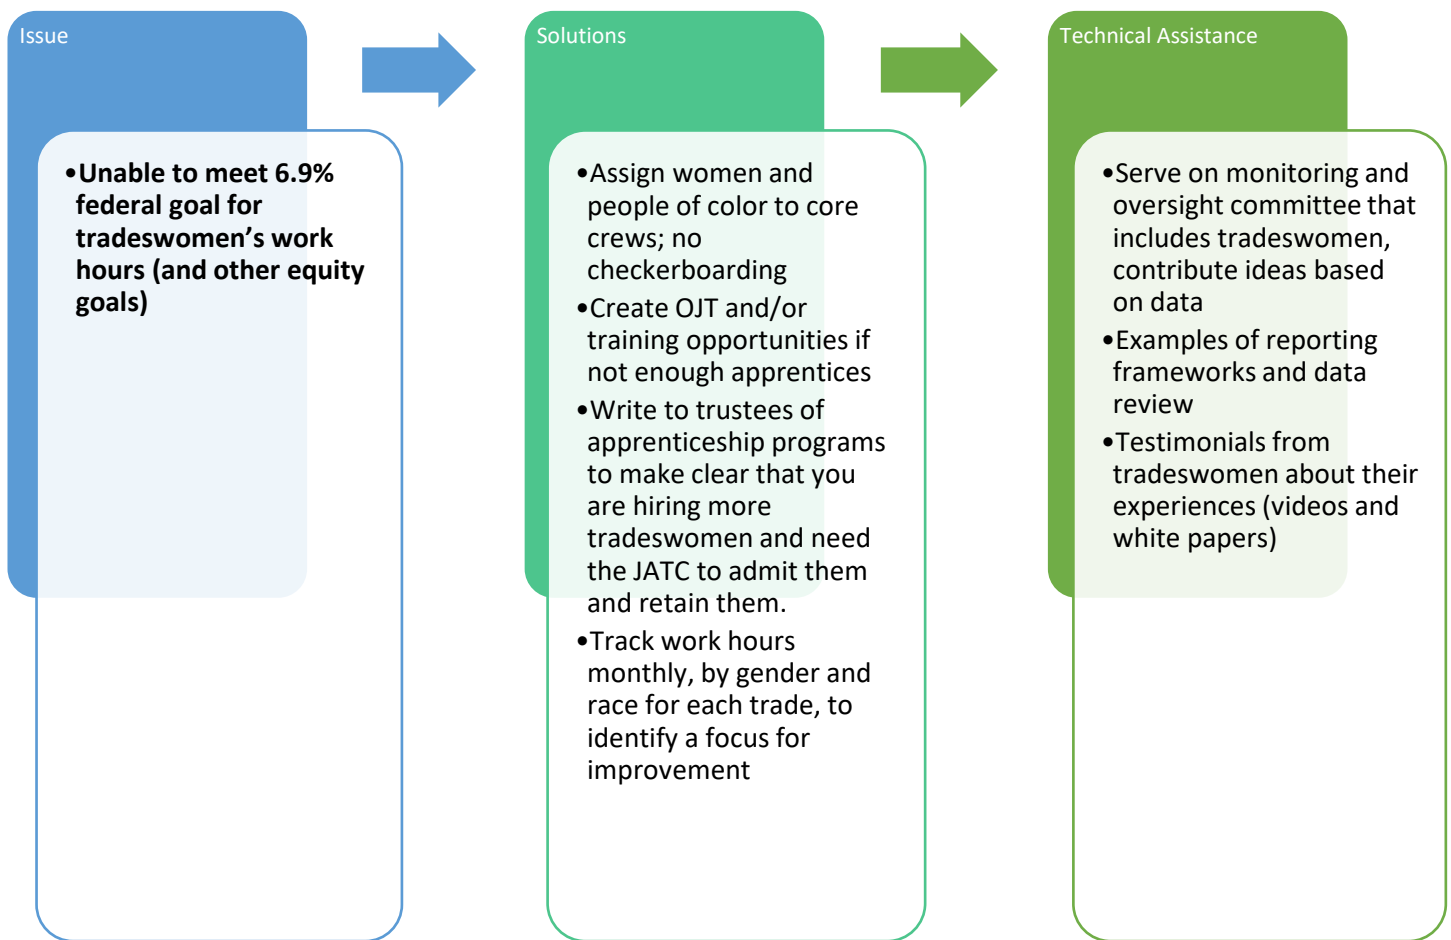 Issue
•Unable to meet 6.9%
federal goal for
tradeswomen’s work
hours (and other equity
goals)
Solutions
•Assign women and
people of color to core
crews; no
checkerboarding
•Create OJT and/or
training opportunities if
not enough apprentices
•Write to trustees of
apprenticeship programs
to make clear that you
are hiring more
tradeswomen and need
the JATC to admit them
and retain them.
•Track work hours
monthly, by gender and
race for each trade, to
identify a focus for
improvement
Technical Assistance
•Serve on monitoring and
oversight committee that
includes tradeswomen,
contribute ideas based
on data
•Examples of reporting
frameworks and data
review
•Testimonials from
tradeswomen about their
experiences (videos and
white papers)